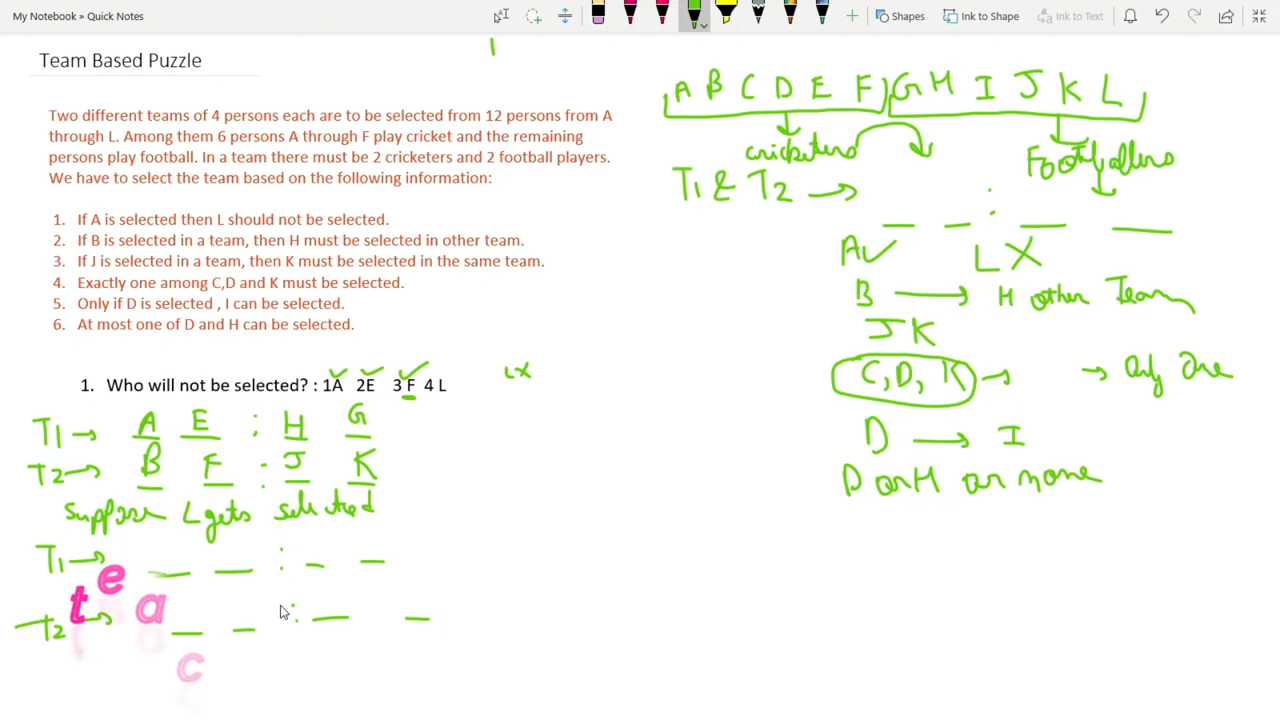 My Notebook » Quick Notes
Shapes
Ink to Shape
Ink to Text
Team Based Puzzle
Two different teams of 4 persons each are to be selected from 12 persons from A
through L. Among them 6 persons A through F play cricket and the remaining
persons play football. In a team there must be 2 cricketers and 2 football players.
We have to select the team based on the following information:
1. If A is selected then L should not be selected.
2. If B is selected in a team, then H must be selected in other team.
3. If J is selected in a team, then K must be selected in the same team.
4. Exactly one among C,D and K must be selected.
5. Only if D is selected , I can be selected.
6. At most one of D and H can be selected.
1. Who will not be selected? : 1A 2E 3 F 4 L
L X
T1 → A E : H G
T2 → B F : J K
Suppose L gets selected
T1 → _ _ : _ _
T2 → _ _ : _ _
t e a c
A B C D E F G H I J K L
cricketers
Footballers
T1 & T2 → _ _ : _ _
A ✓ L X
B → H other Team
J K
C, D, K → → Only One
D → I
D or H or none